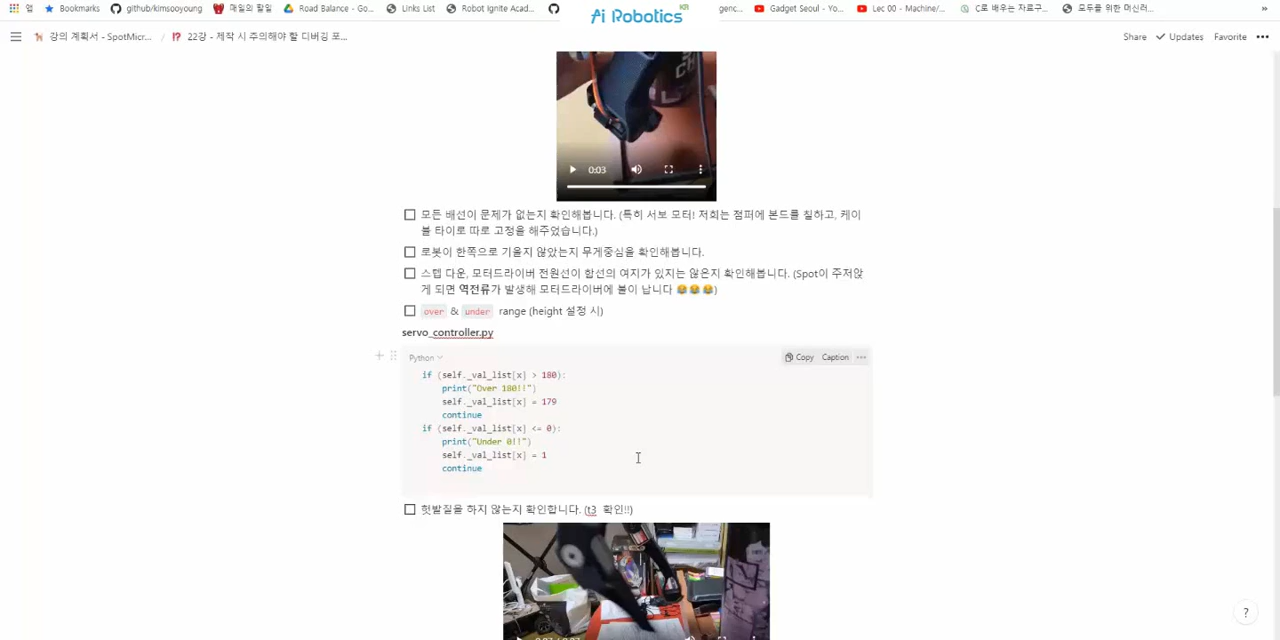 앱
Bookmarks
github/kimsooyoung
매일의 팔일
Road Balance - Go...
Links List
Robot Ignite Acad...
Ai Robotics KR
genc...
Gadget Seoul - Yo...
Lec 00 - Machine/...
C로 배우는 자료구...
모두를 위한 머신러...
»
강의 계획서 - SpotMicr...
/
22강 - 제작 시 주의해야 할 디버깅 포...
Share
Updates
Favorite
•••
0:03
모든 배선이 문제가 없는지 확인해봅니다. (특히 서보 모터! 저희는 점퍼에 본드를 칠하고, 케이
블 타이로 따로 고정을 해주었습니다.)
로봇이 한쪽으로 기울지 않았는지 무게중심을 확인해봅니다.
스텝 다운, 모터드라이버 전원선이 합선의 여지가 있지는 않은지 확인해봅니다. (Spot이 주저앉
게 되면 역전류가 발생해 모터드라이버에 불이 납니다 😂😂😂)
over & under range (height 설정 시)
servo_controller.py
Python
Copy
Caption
•••
if (self._val_list[x] > 180):
print("Over 180!!")
self._val_list[x] = 179
continue
if (self._val_list[x] <= 0):
print("Under 0!!")
self._val_list[x] = 1
continue
헛발질을 하지 않는지 확인합니다. (t3 확인!!)
?